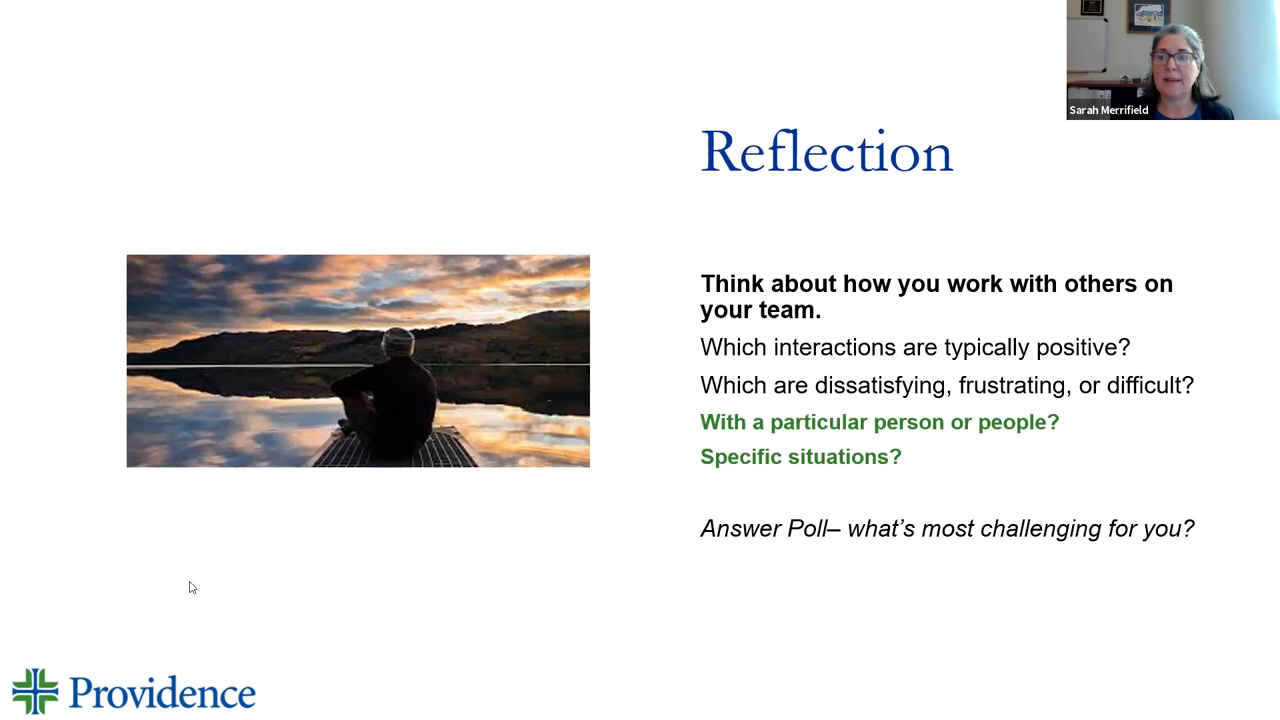 Sarah Merrifield
Reflection
Think about how you work with others on
your team.
Which interactions are typically positive?
Which are dissatisfying, frustrating, or difficult?
With a particular person or people?
Specific situations?
Answer Poll– what’s most challenging for you?
Providence